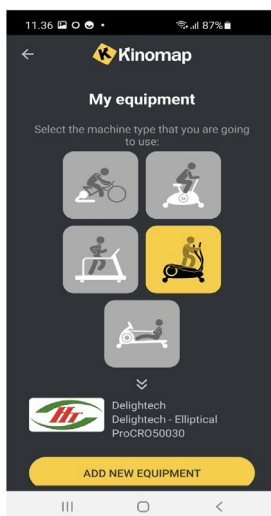 11.36 87%
Kinomap
My equipment
Select the machine type that you are going
to use:
Delightech
Delightech - Elliptical
ProCRO50030
ADD NEW EQUIPMENT